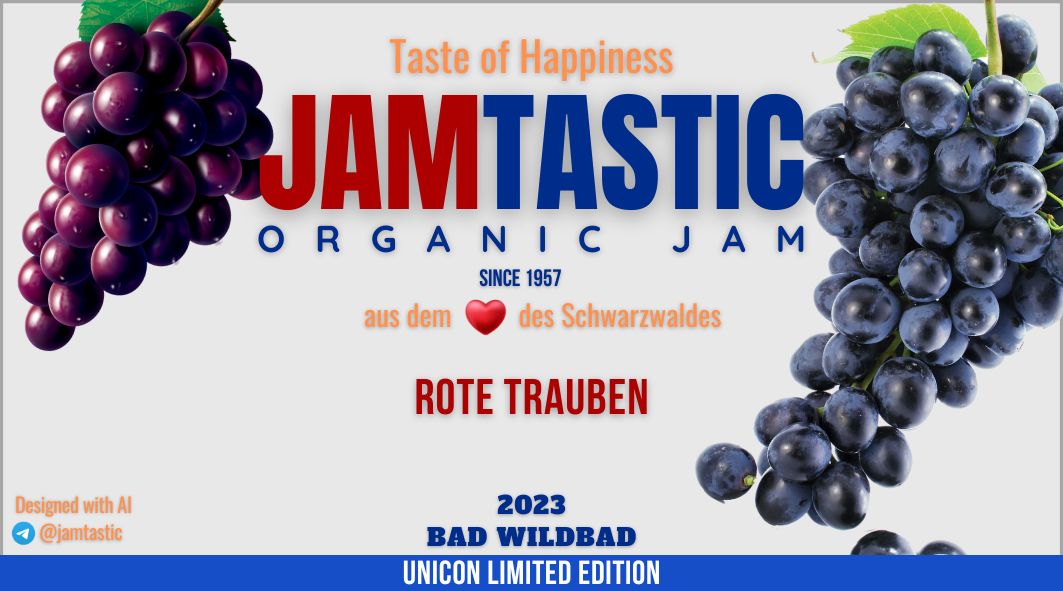 Taste of Happiness
JAMTASTIC
ORGANIC JAM
SINCE 1957
aus dem ❤️ des Schwarzwaldes
ROTE TRAUBEN
Designed with AI
@jamtastic
2023
BAD WILDBAD
UNICON LIMITED EDITION